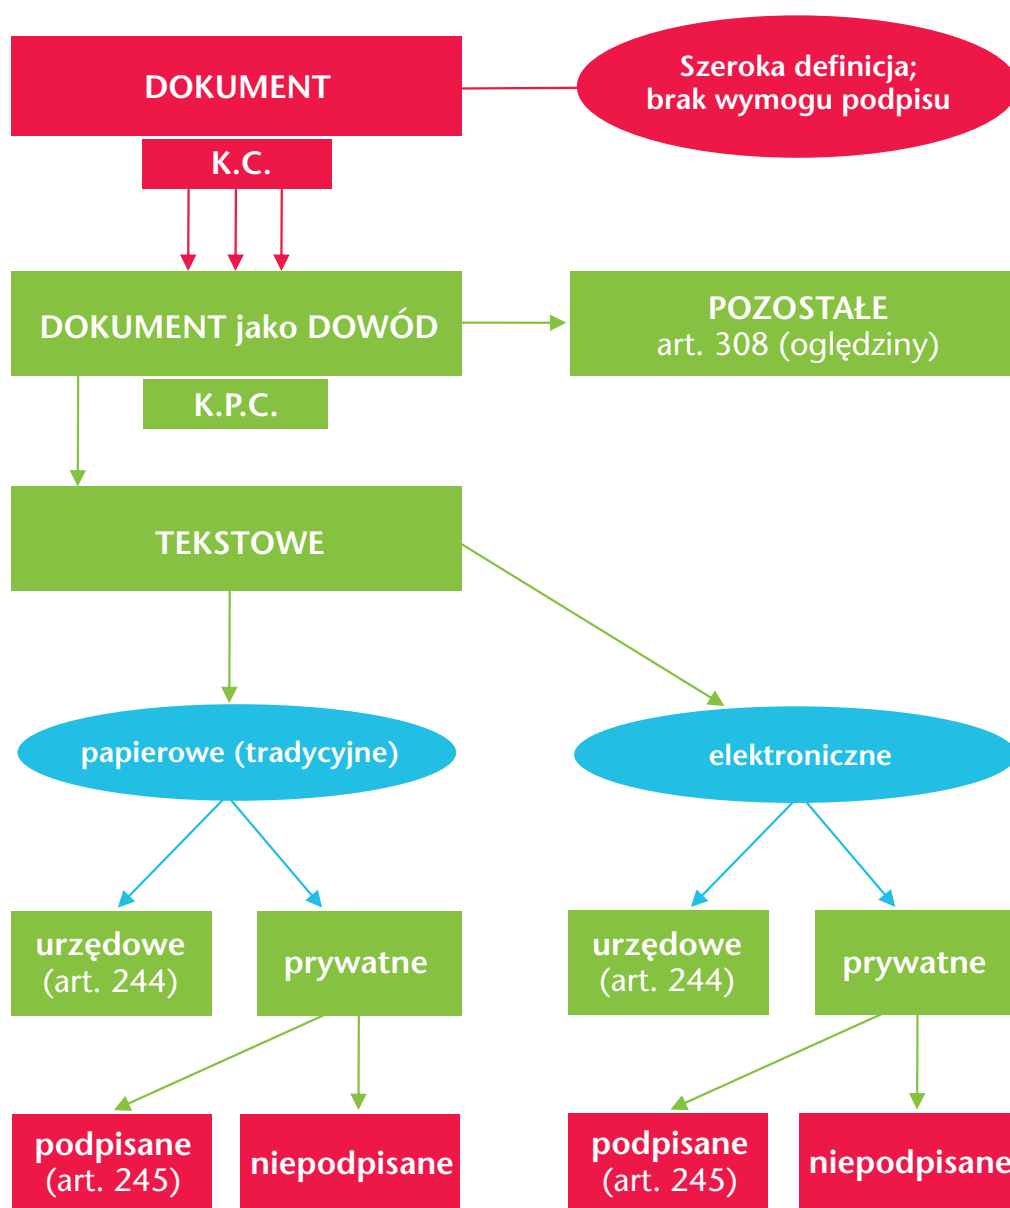 DOKUMENT
Szeroka definicja;
brak wymogu podpisu
K.C.
DOKUMENT jako DOWÓD
POZOSTAŁE
art. 308 (oględziny)
K.P.C.
TEKSTOWE
papierowe (tradycyjne)
elektroniczne
urzędowe
(art. 244)
prywatne
urzędowe
(art. 244)
prywatne
podpisane
(art. 245)
niepodpisane
podpisane
(art. 245)
niepodpisane